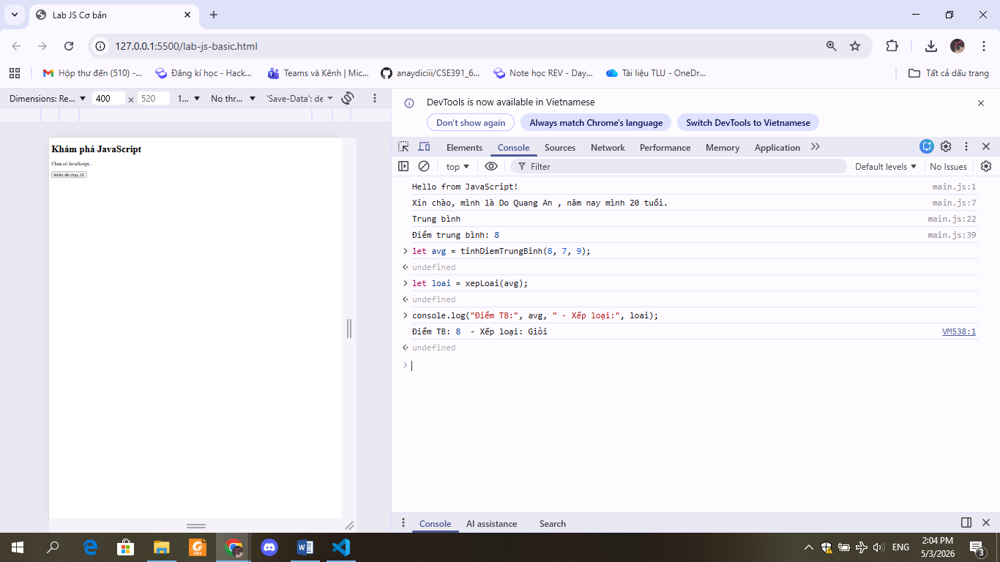 Lab JS Cơ bản
127.0.0.1:5500/lab-js-basic.html
Hộp thư đến (510) -...
Đăng kí học - Hack...
Teams và Kênh | Mic...
anaydiciii/CSE391_6...
Note học REV - Day...
Tài liệu TLU - OneDr...
Tất cả dấu trang
Dimensions: Re... 400 × 520 1... No thr... 'Save-Data': de
DevTools is now available in Vietnamese
Don't show again
Always match Chrome's language
Switch DevTools to Vietnamese
Elements Console Sources Network Performance Memory Application
top Filter Default levels No Issues
Khám phá JavaScript
Chưa có JavaScript...
Nhấn để chạy JS
Hello from JavaScript! main.js:1
Xin chào, mình là Do Quang An , năm nay mình 20 tuổi. main.js:7
Trung bình main.js:22
Điểm trung bình: 8 main.js:39
let avg = tinhDiemTrungBinh(8, 7, 9);
undefined
let loai = xepLoai(avg);
undefined
console.log("Điểm TB:", avg, " - Xếp loại:", loai);
Điểm TB: 8  - Xếp loại: Giỏi VM538:1
undefined
Console AI assistance Search
PDF
ENG
2:04 PM
5/3/2026
3